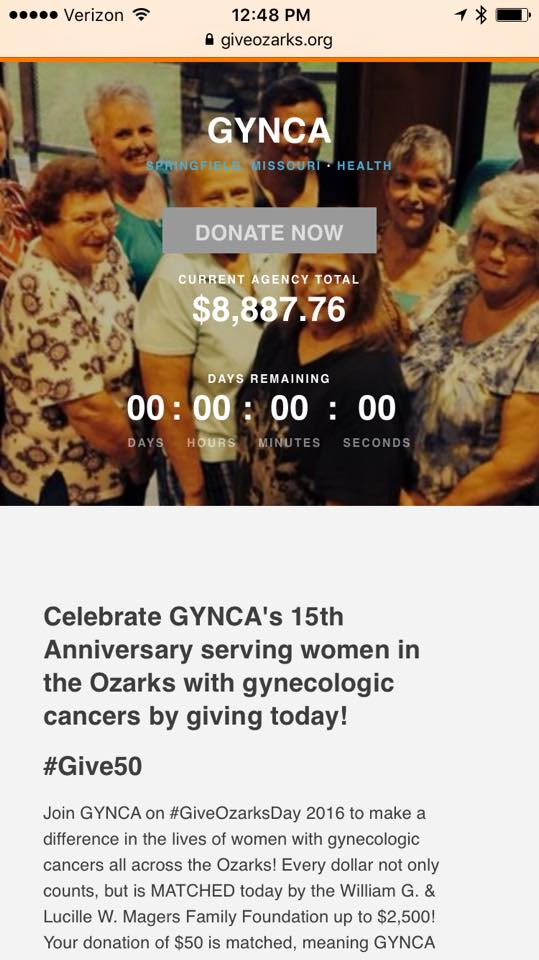 Verizon 12:48 PM
giveozarks.org
GYNCA
SPRINGFIELD, MISSOURI • HEALTH
DONATE NOW
CURRENT AGENCY TOTAL
$8,887.76
DAYS REMAINING
00 : 00 : 00 : 00
DAYS HOURS MINUTES SECONDS
Celebrate GYNCA's 15th
Anniversary serving women in
the Ozarks with gynecologic
cancers by giving today!
#Give50
Join GYNCA on #GiveOzarksDay 2016 to make a
difference in the lives of women with gynecologic
cancers all across the Ozarks! Every dollar not only
counts, but is MATCHED today by the William G. &
Lucille W. Magers Family Foundation up to $2,500!
Your donation of $50 is matched, meaning GYNCA